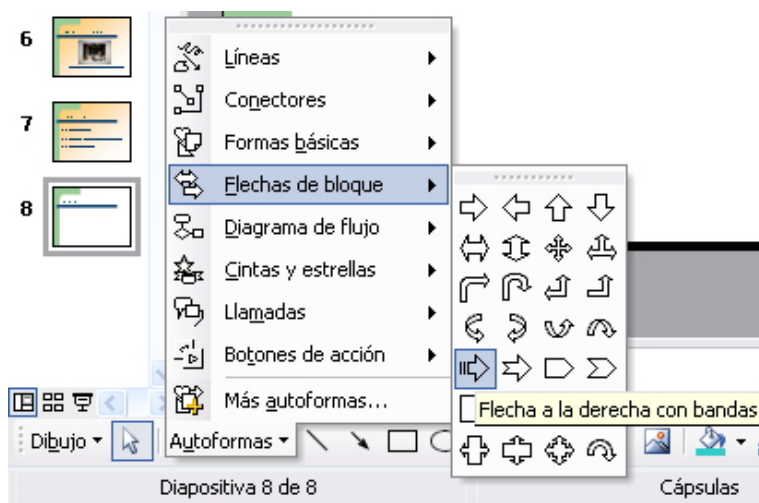 6
Líneas
Conectores
7
Formas básicas
Flechas de bloque
8
Diagrama de flujo
Cintas y estrellas
Llamadas
Botones de acción
Más autoformas...
Flecha a la derecha con bandas
Dibujo
Autoformas
Diapositiva 8 de 8
Cápsulas